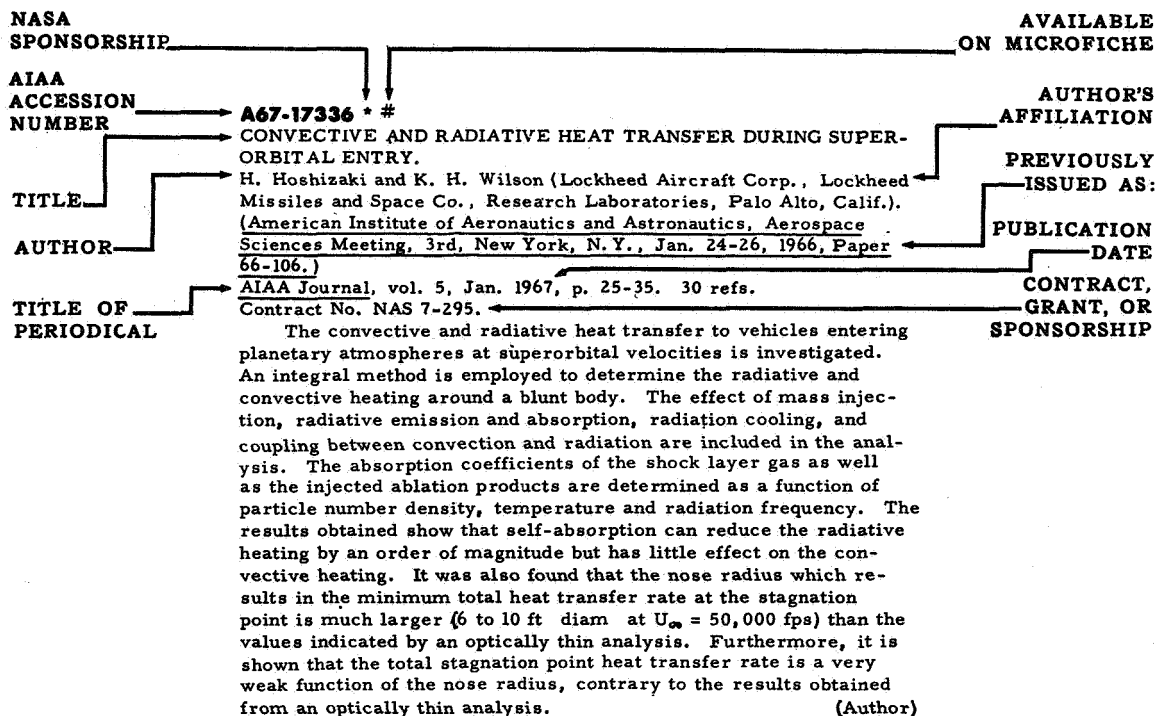 NASA
SPONSORSHIP
AVAILABLE
ON MICROFICHE
AIAA
ACCESSION
NUMBER
AUTHOR'S
AFFILIATION
TITLE
PREVIOUSLY
ISSUED AS:
AUTHOR
PUBLICATION
DATE
TITLE OF
PERIODICAL
CONTRACT,
GRANT, OR
SPONSORSHIP
A67-17336 * #
CONVECTIVE AND RADIATIVE HEAT TRANSFER DURING SUPER-
ORBITAL ENTRY.
H. Hoshizaki and K. H. Wilson (Lockheed Aircraft Corp., Lockheed
Missiles and Space Co., Research Laboratories, Palo Alto, Calif.).
(American Institute of Aeronautics and Astronautics, Aerospace
Sciences Meeting, 3rd, New York, N.Y., Jan. 24-26, 1966, Paper
66-106.)
AIAA Journal, vol. 5, Jan. 1967, p. 25-35. 30 refs.
Contract No. NAS 7-295.
The convective and radiative heat transfer to vehicles entering
planetary atmospheres at superorbital velocities is investigated.
An integral method is employed to determine the radiative and
convective heating around a blunt body. The effect of mass injec-
tion, radiative emission and absorption, radiation cooling, and
coupling between convection and radiation are included in the anal-
ysis. The absorption coefficients of the shock layer gas as well
as the injected ablation products are determined as a function of
particle number density, temperature and radiation frequency. The
results obtained show that self-absorption can reduce the radiative
heating by an order of magnitude but has little effect on the con-
vective heating. It was also found that the nose radius which re-
sults in the minimum total heat transfer rate at the stagnation
point is much larger (6 to 10 ft diam at U∞ = 50,000 fps) than the
values indicated by an optically thin analysis. Furthermore, it is
shown that the total stagnation point heat transfer rate is a very
weak function of the nose radius, contrary to the results obtained
from an optically thin analysis. (Author)